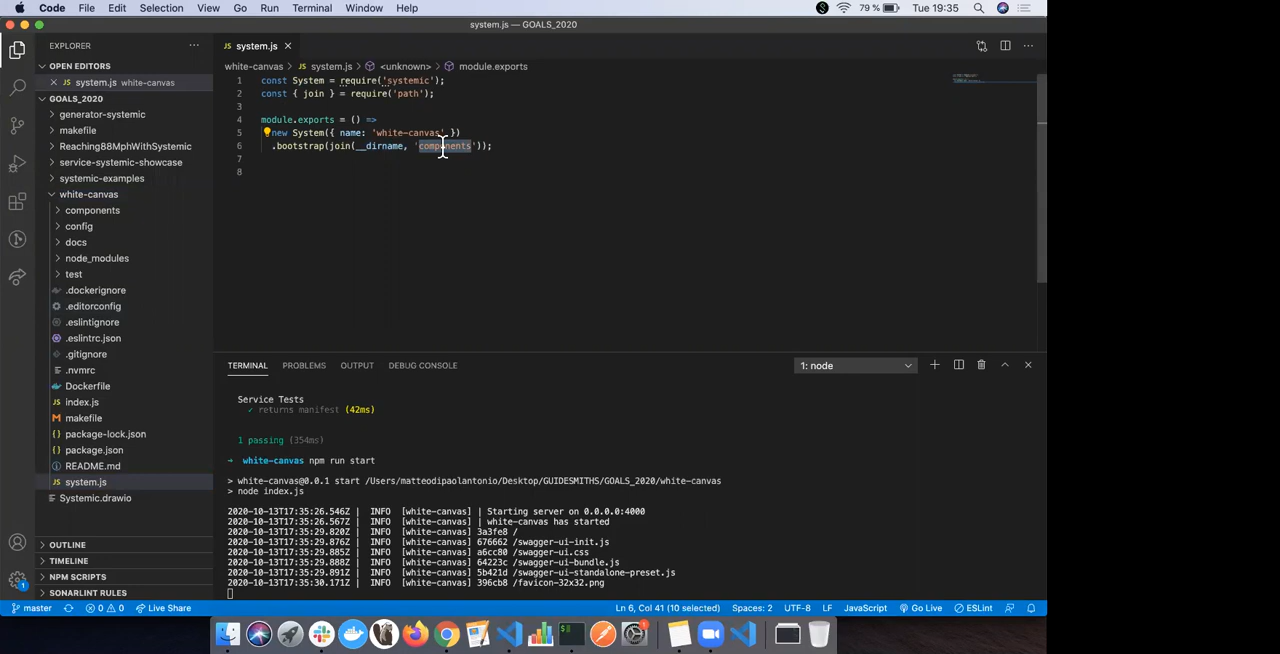 Code File Edit Selection View Go Run Terminal Window Help 79 % Tue 19:35
system.js — GOALS_2020
EXPLORER ...
system.js
OPEN EDITORS
system.js white-canvas
white-canvas > system.js > <unknown> > module.exports
GOALS_2020
generator-systemic
makefile
Reaching88MphWithSystemic
service-systemic-showcase
systemic-examples
white-canvas
components
config
docs
node_modules
test
.dockerignore
.editorconfig
.eslintignore
.eslintrc.json
.gitignore
.nvmrc
Dockerfile
index.js
makefile
package-lock.json
package.json
README.md
system.js
Systemic.drawio
OUTLINE
TIMELINE
NPM SCRIPTS
SONARLINT RULES
1 const System = require('systemic');
2 const { join } = require('path');
3
4 module.exports = () =>
5 new System({ name: 'white-canvas' })
6 .bootstrap(join(__dirname, 'components'));
7
8
TERMINAL PROBLEMS OUTPUT DEBUG CONSOLE 1: node
Service Tests
✓ returns manifest (42ms)
1 passing (354ms)
→ white-canvas npm run start
> white-canvas@0.0.1 start /Users/matteodipaolantonio/Desktop/GUIDESMITHS/GOALS_2020/white-canvas
> node index.js
2020-10-13T17:35:26.546Z | INFO [white-canvas] | Starting server on 0.0.0.0:4000
2020-10-13T17:35:26.567Z | INFO [white-canvas] | white-canvas has started
2020-10-13T17:35:29.820Z | INFO [white-canvas] 3a3fe8 /
2020-10-13T17:35:29.876Z | INFO [white-canvas] 676662 /swagger-ui-init.js
2020-10-13T17:35:29.885Z | INFO [white-canvas] a6cc80 /swagger-ui.css
2020-10-13T17:35:29.888Z | INFO [white-canvas] 64223c /swagger-ui-bundle.js
2020-10-13T17:35:29.891Z | INFO [white-canvas] 5b421d /swagger-ui-standalone-preset.js
2020-10-13T17:35:30.171Z | INFO [white-canvas] 396cb8 /favicon-32x32.png
master 0 0 Live Share Ln 6, Col 41 (10 selected) Spaces: 2 UTF-8 LF JavaScript Go Live ESLint